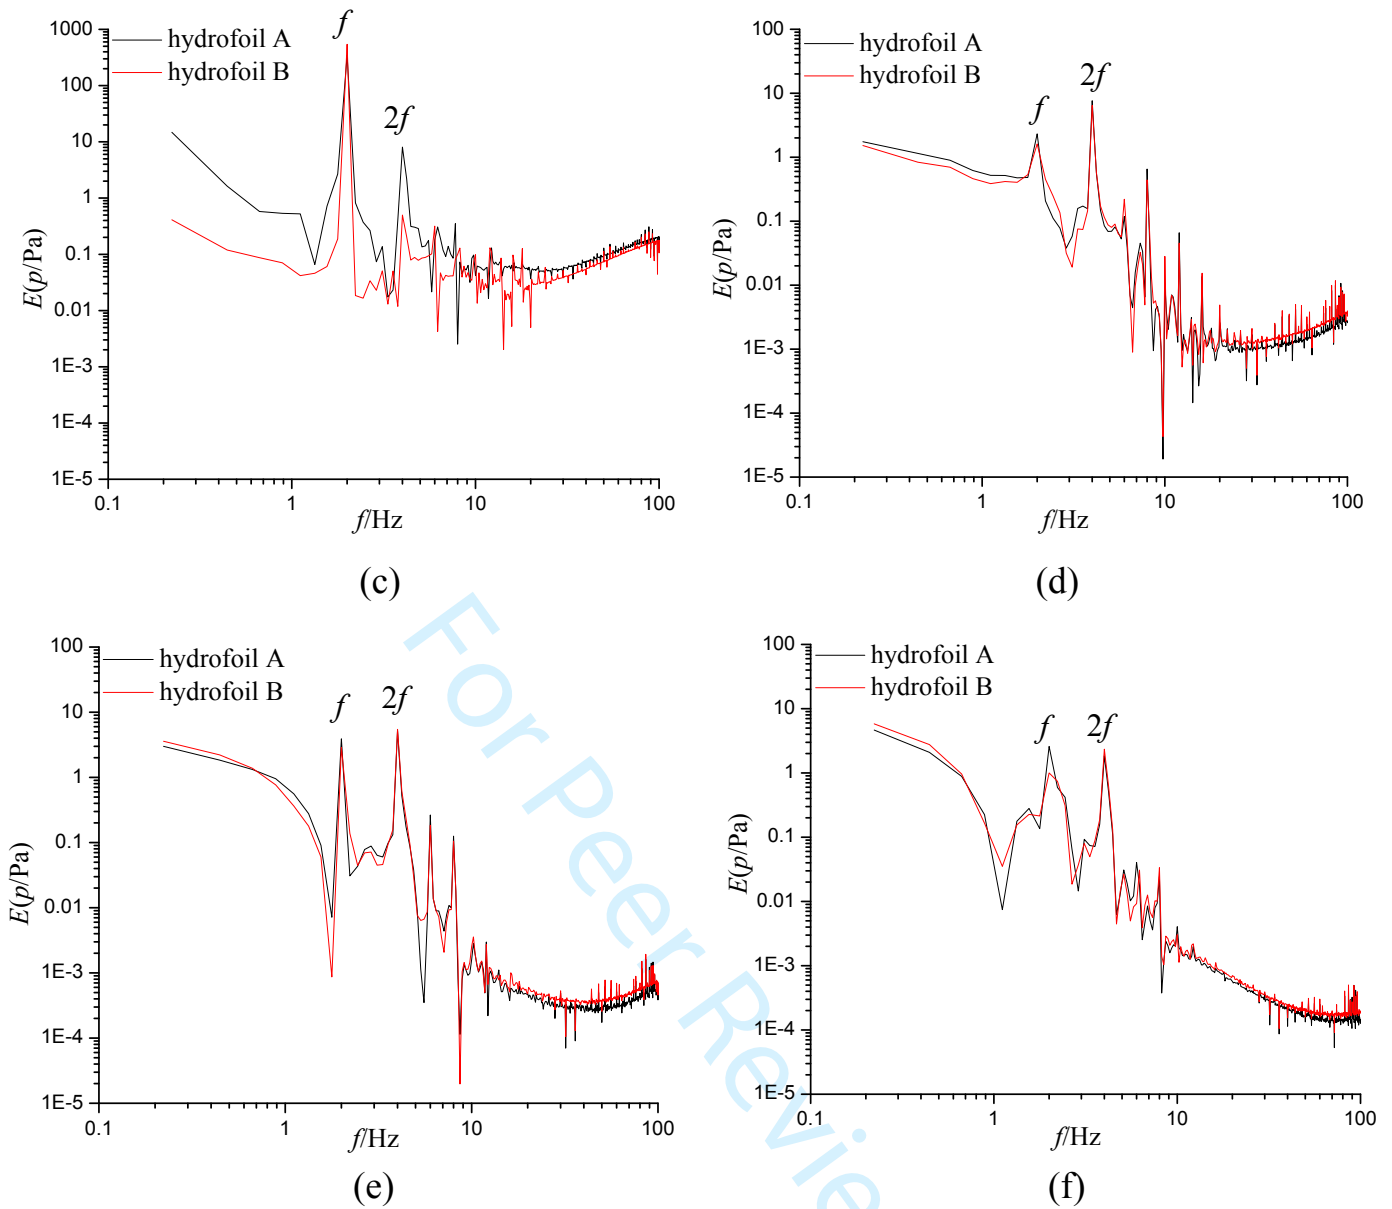 hydrofoil A
hydrofoil B
f
2f
1000
100
10
1
0.1
0.01
1E-3
1E-4
1E-5
E(p/Pa)
0.1
1
10
100
f/Hz
(c)
hydrofoil A
hydrofoil B
f
2f
100
10
1
0.1
0.01
1E-3
1E-4
1E-5
E(p/Pa)
0.1
1
10
100
f/Hz
(d)
hydrofoil A
hydrofoil B
f
2f
100
10
1
0.1
0.01
1E-3
1E-4
1E-5
E(p/Pa)
0.1
1
10
100
f/Hz
(e)
hydrofoil A
hydrofoil B
f
2f
100
10
1
0.1
0.01
1E-3
1E-4
1E-5
E(p/Pa)
0.1
1
10
100
f/Hz
(f)
For Peer Revie